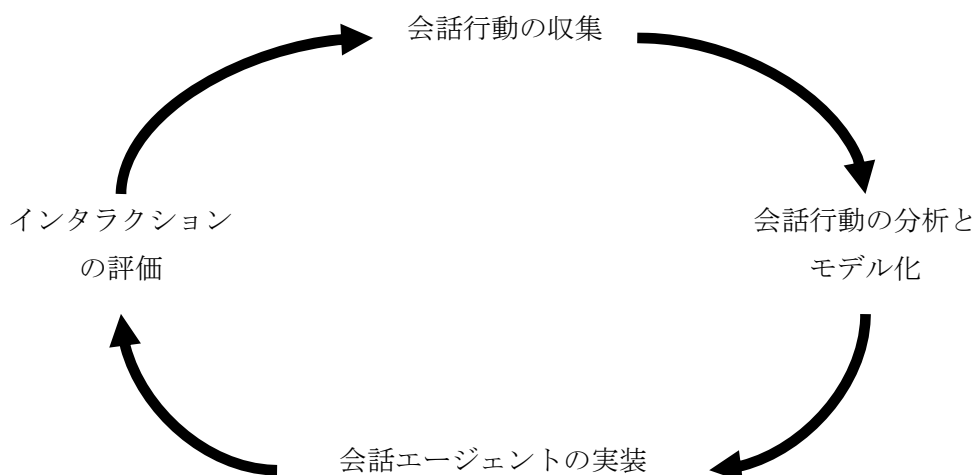 会話行動の収集
インタラクション
の評価
会話行動の分析と
モデル化
会話エージェントの実装